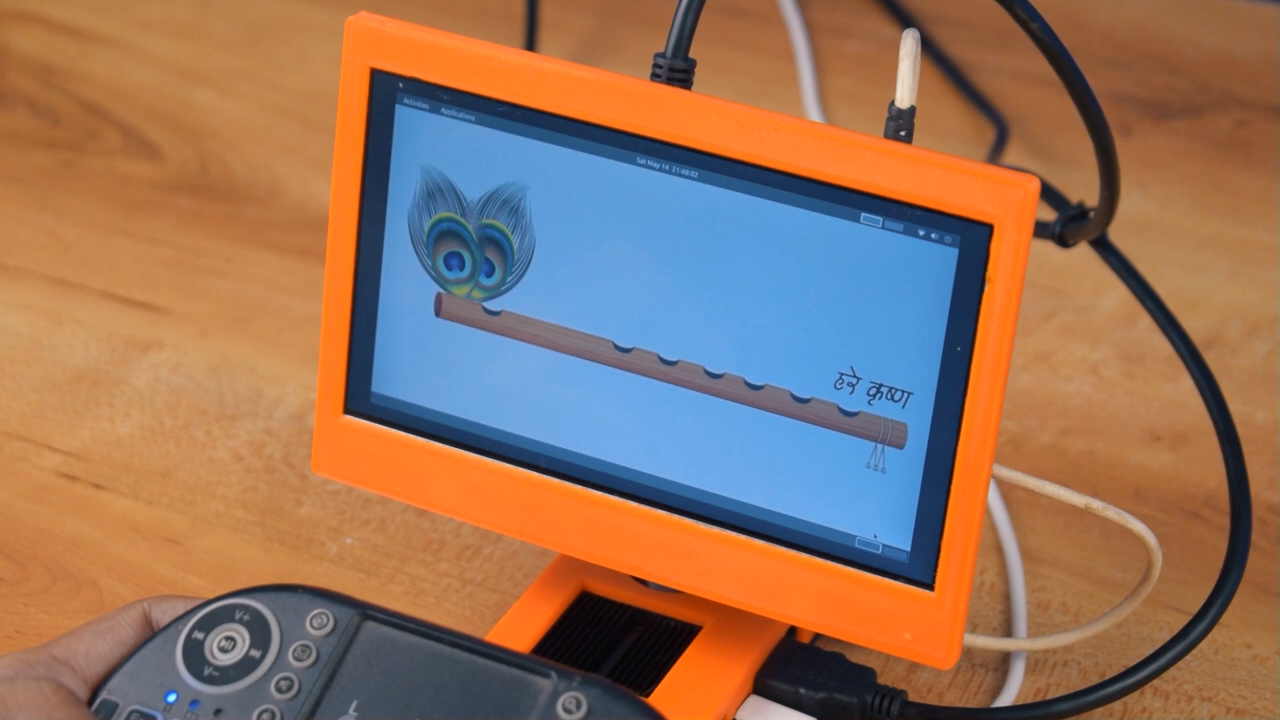 Activities Applications
Sat May 14 21:48:02
हरे कृष्ण
V+
V-
L